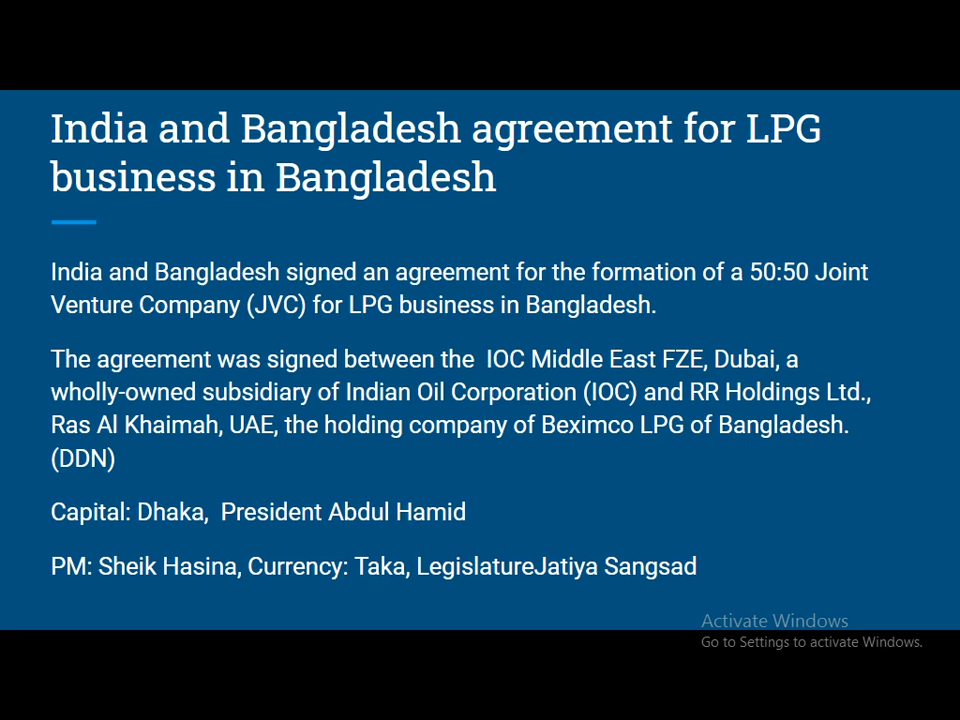 India and Bangladesh agreement for LPG
business in Bangladesh
India and Bangladesh signed an agreement for the formation of a 50:50 Joint
Venture Company (JVC) for LPG business in Bangladesh.
The agreement was signed between the  IOC Middle East FZE, Dubai, a
wholly-owned subsidiary of Indian Oil Corporation (IOC) and RR Holdings Ltd.,
Ras Al Khaimah, UAE, the holding company of Beximco LPG of Bangladesh.
(DDN)
Capital: Dhaka,  President Abdul Hamid
PM: Sheik Hasina, Currency: Taka, LegislatureJatiya Sangsad
Activate Windows
Go to Settings to activate Windows.